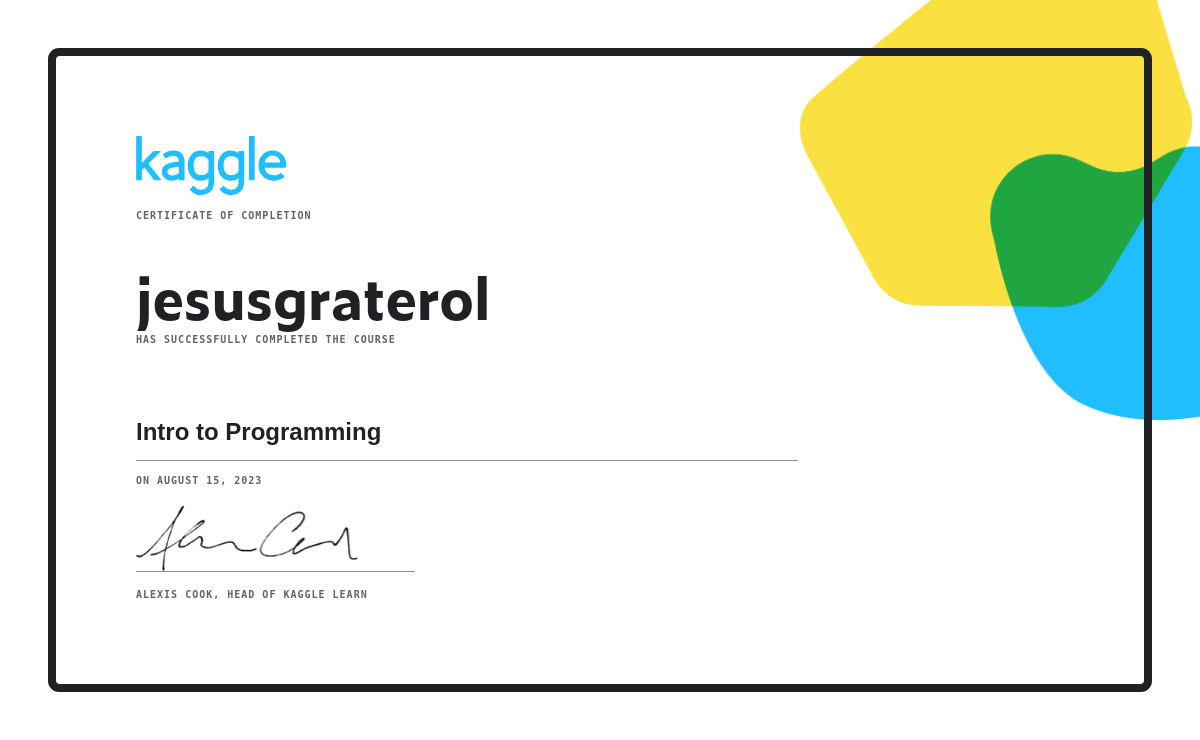 kaggle
CERTIFICATE OF COMPLETION
jesusgraterol
HAS SUCCESSFULLY COMPLETED THE COURSE
Intro to Programming
ON AUGUST 15, 2023
ALEXIS COOK, HEAD OF KAGGLE LEARN